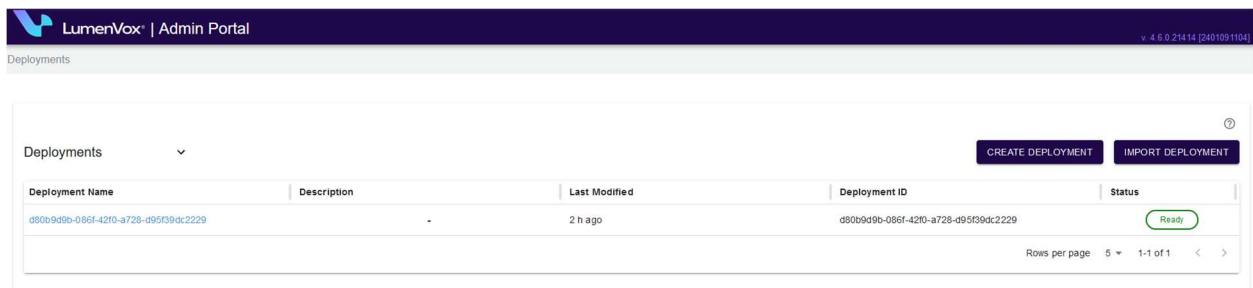 LumenVox® | Admin Portal
v. 4.6.0.21414 [2401091104]
Deployments
Deployments
CREATE DEPLOYMENT
IMPORT DEPLOYMENT
Deployment Name Description Last Modified Deployment ID Status
d80b9d9b-086f-42f0-a728-d95f39dc2229 - 2 h ago d80b9d9b-086f-42f0-a728-d95f39dc2229 Ready
Rows per page 5 1-1 of 1